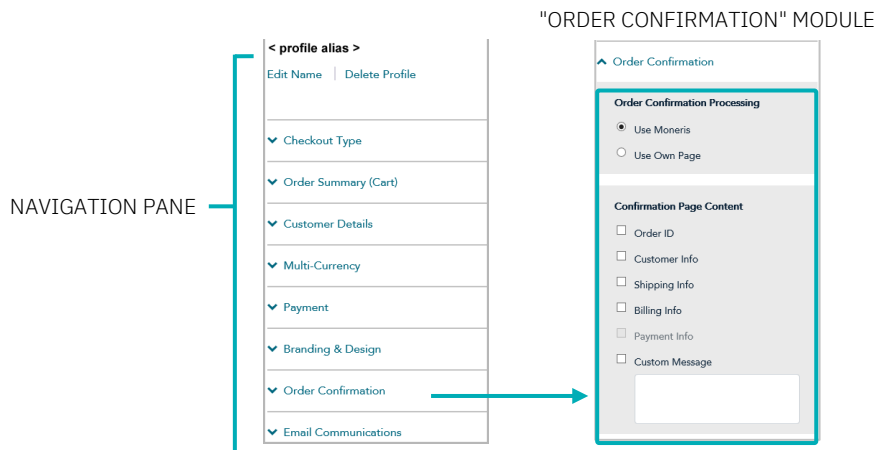 "ORDER CONFIRMATION" MODULE
< profile alias >
Edit Name | Delete Profile
Checkout Type
Order Summary (Cart)
Customer Details
Multi-Currency
Payment
Branding & Design
Order Confirmation
Email Communications
NAVIGATION PANE
Order Confirmation
Order Confirmation Processing
Use Moneris
Use Own Page
Confirmation Page Content
Order ID
Customer Info
Shipping Info
Billing Info
Payment Info
Custom Message